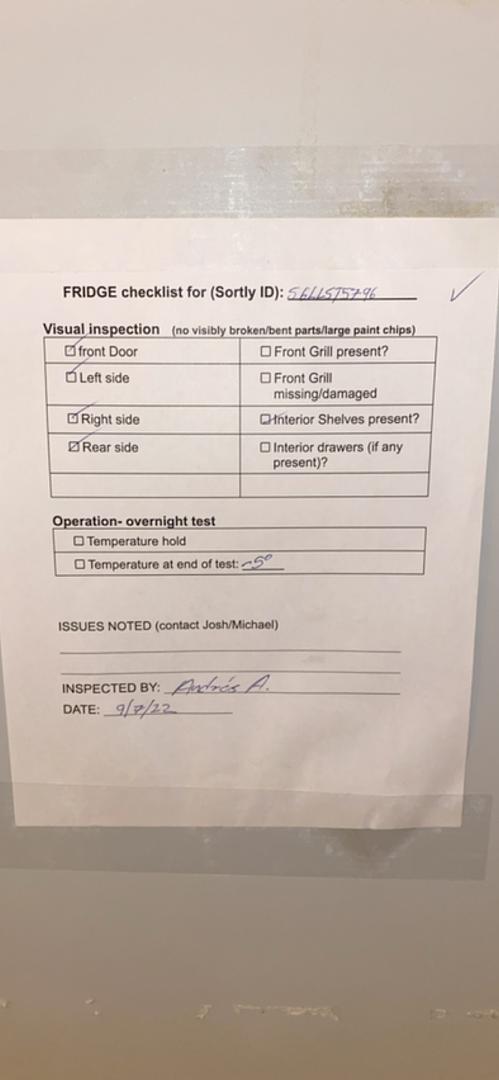 FRIDGE checklist for (Sortly ID):
Visual inspection (no visibly broken/bent parts/large paint chips)
☑ front Door ☐ Front Grill present?
☑ Left side ☐ Front Grill
missing/damaged
☑ Right side ☑ Interior Shelves present?
☑ Rear side ☐ Interior drawers (if any
present)?
Operation- overnight test
☐ Temperature hold
☐ Temperature at end of test: -5°
ISSUES NOTED (contact Josh/Michael)
INSPECTED BY: Andrés A.
DATE: 9/7/22